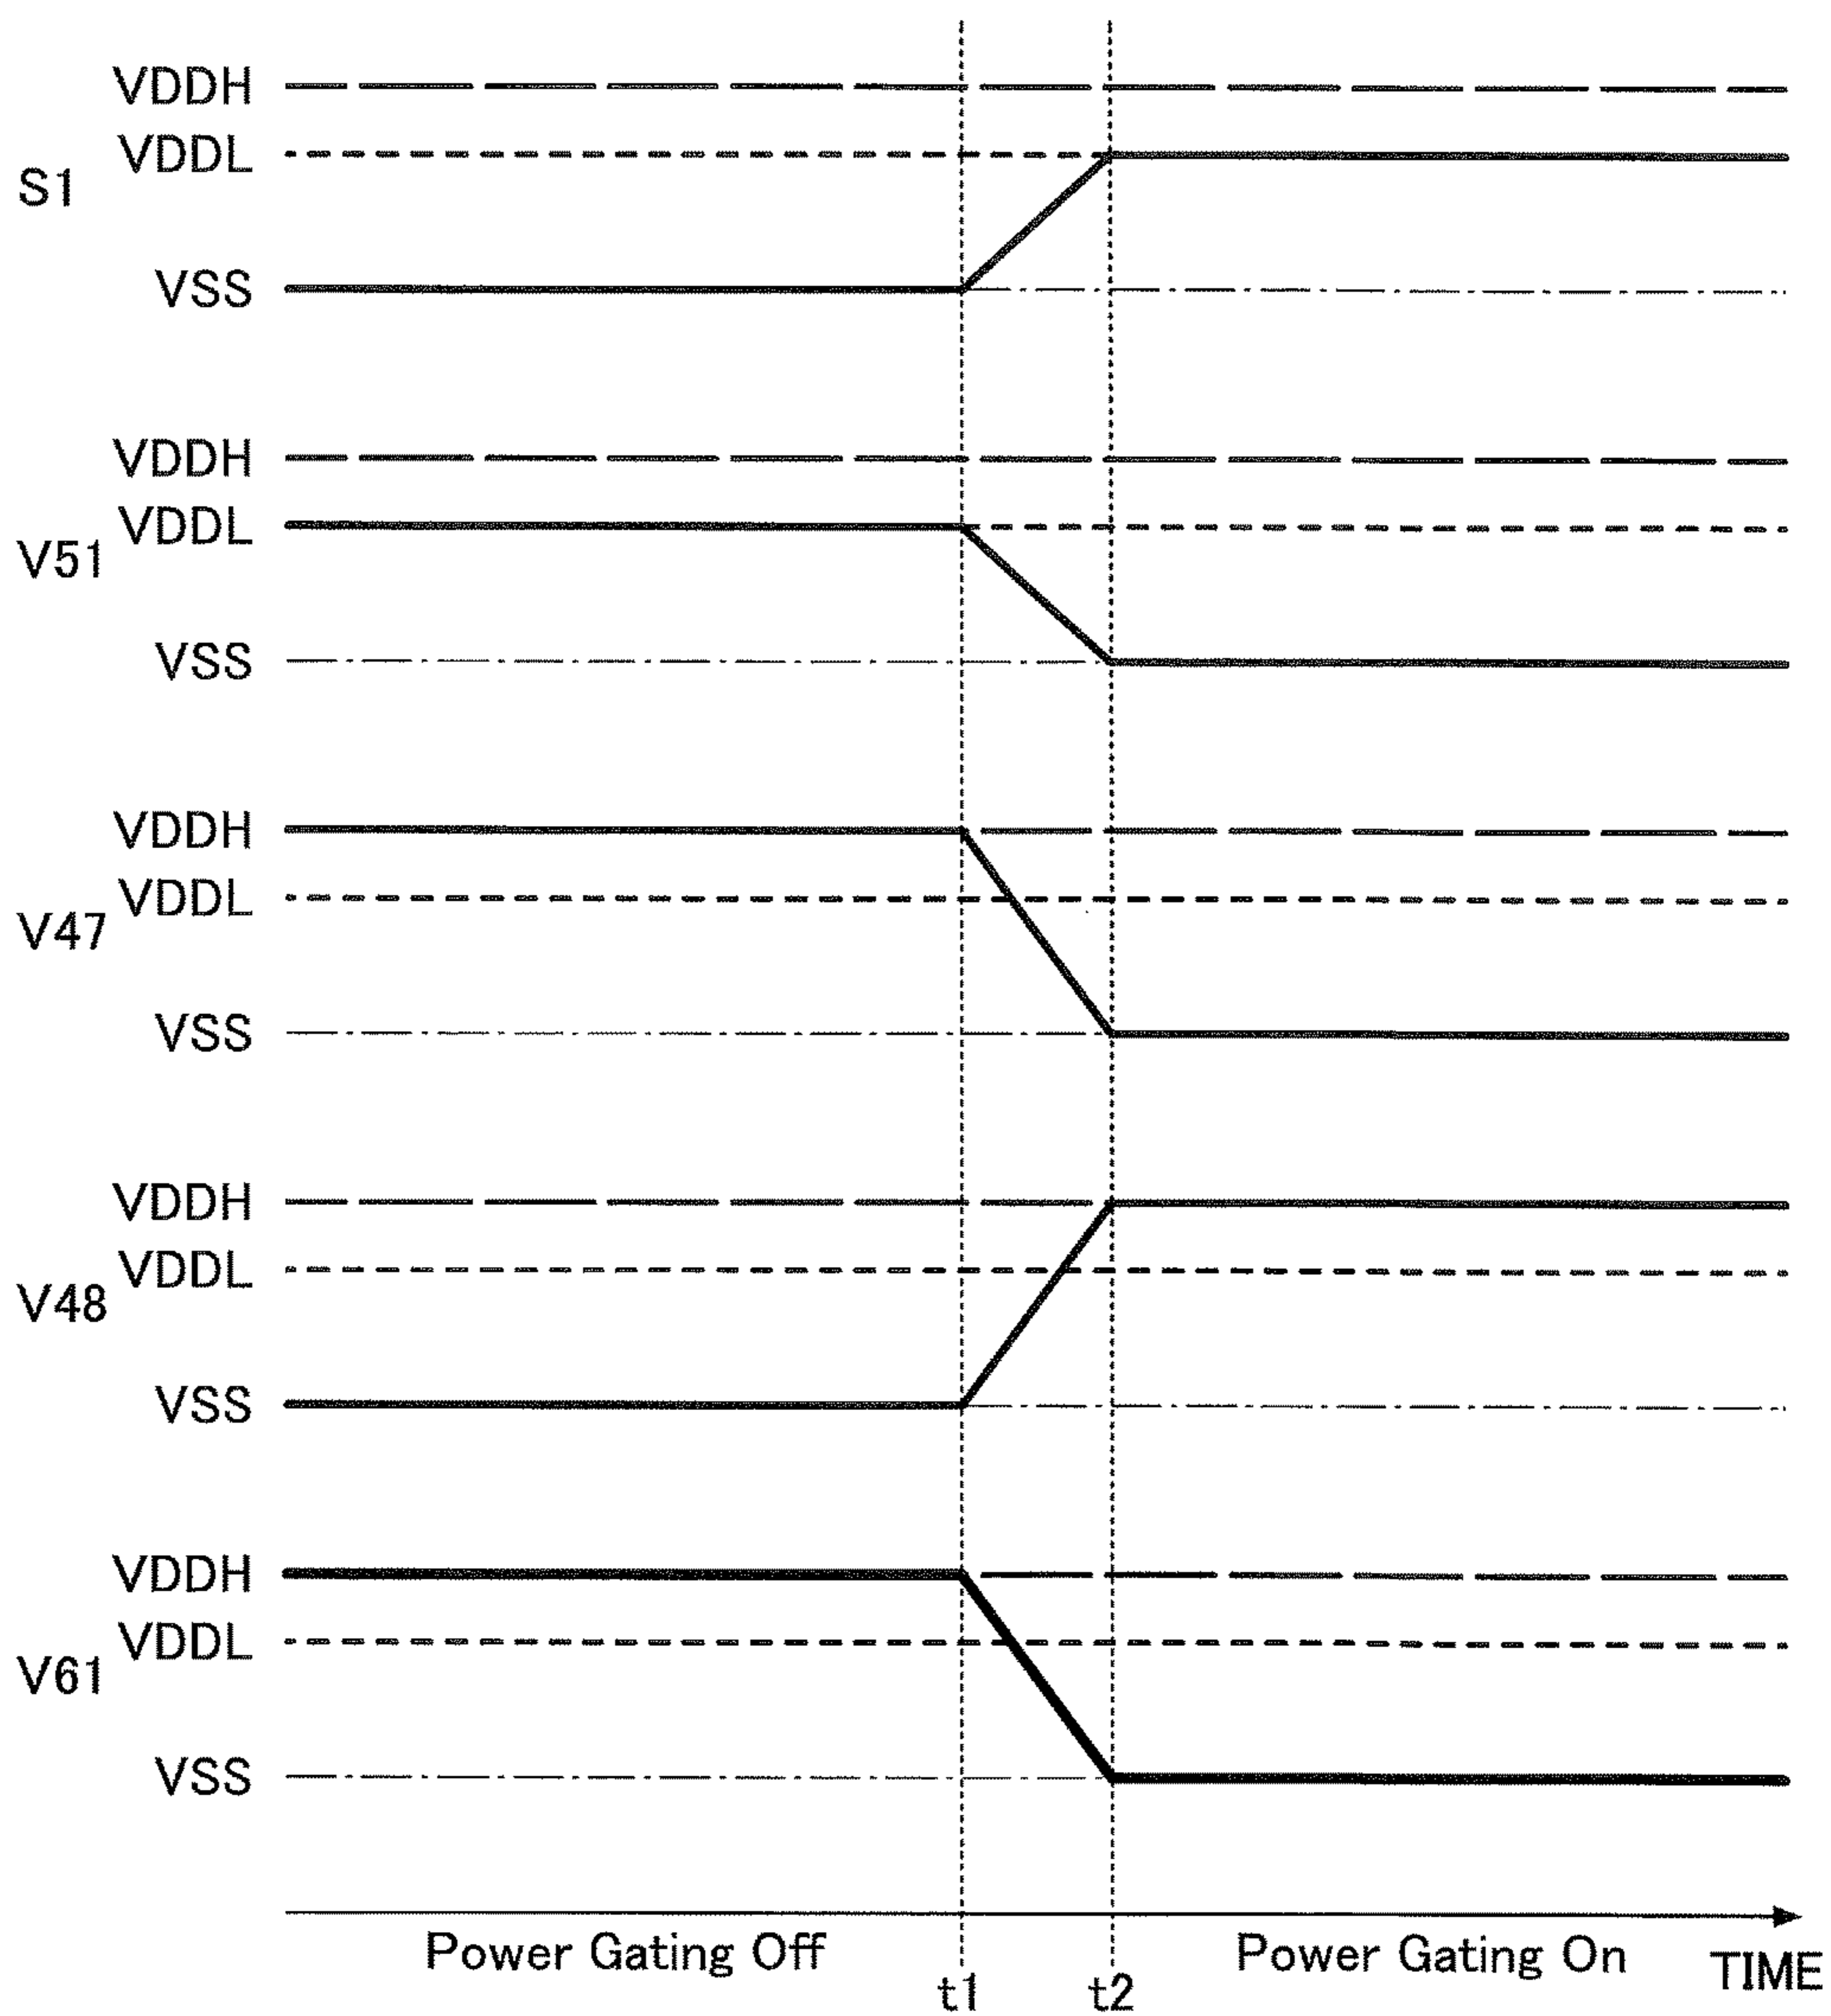 VDDH
VDDL
S1
VSS
VDDH
VDDL
V51
VSS
VDDH
VDDL
V47
VSS
VDDH
VDDL
V48
VSS
VDDH
VDDL
V61
VSS
Power Gating Off
Power Gating On
TIME
t1
t2